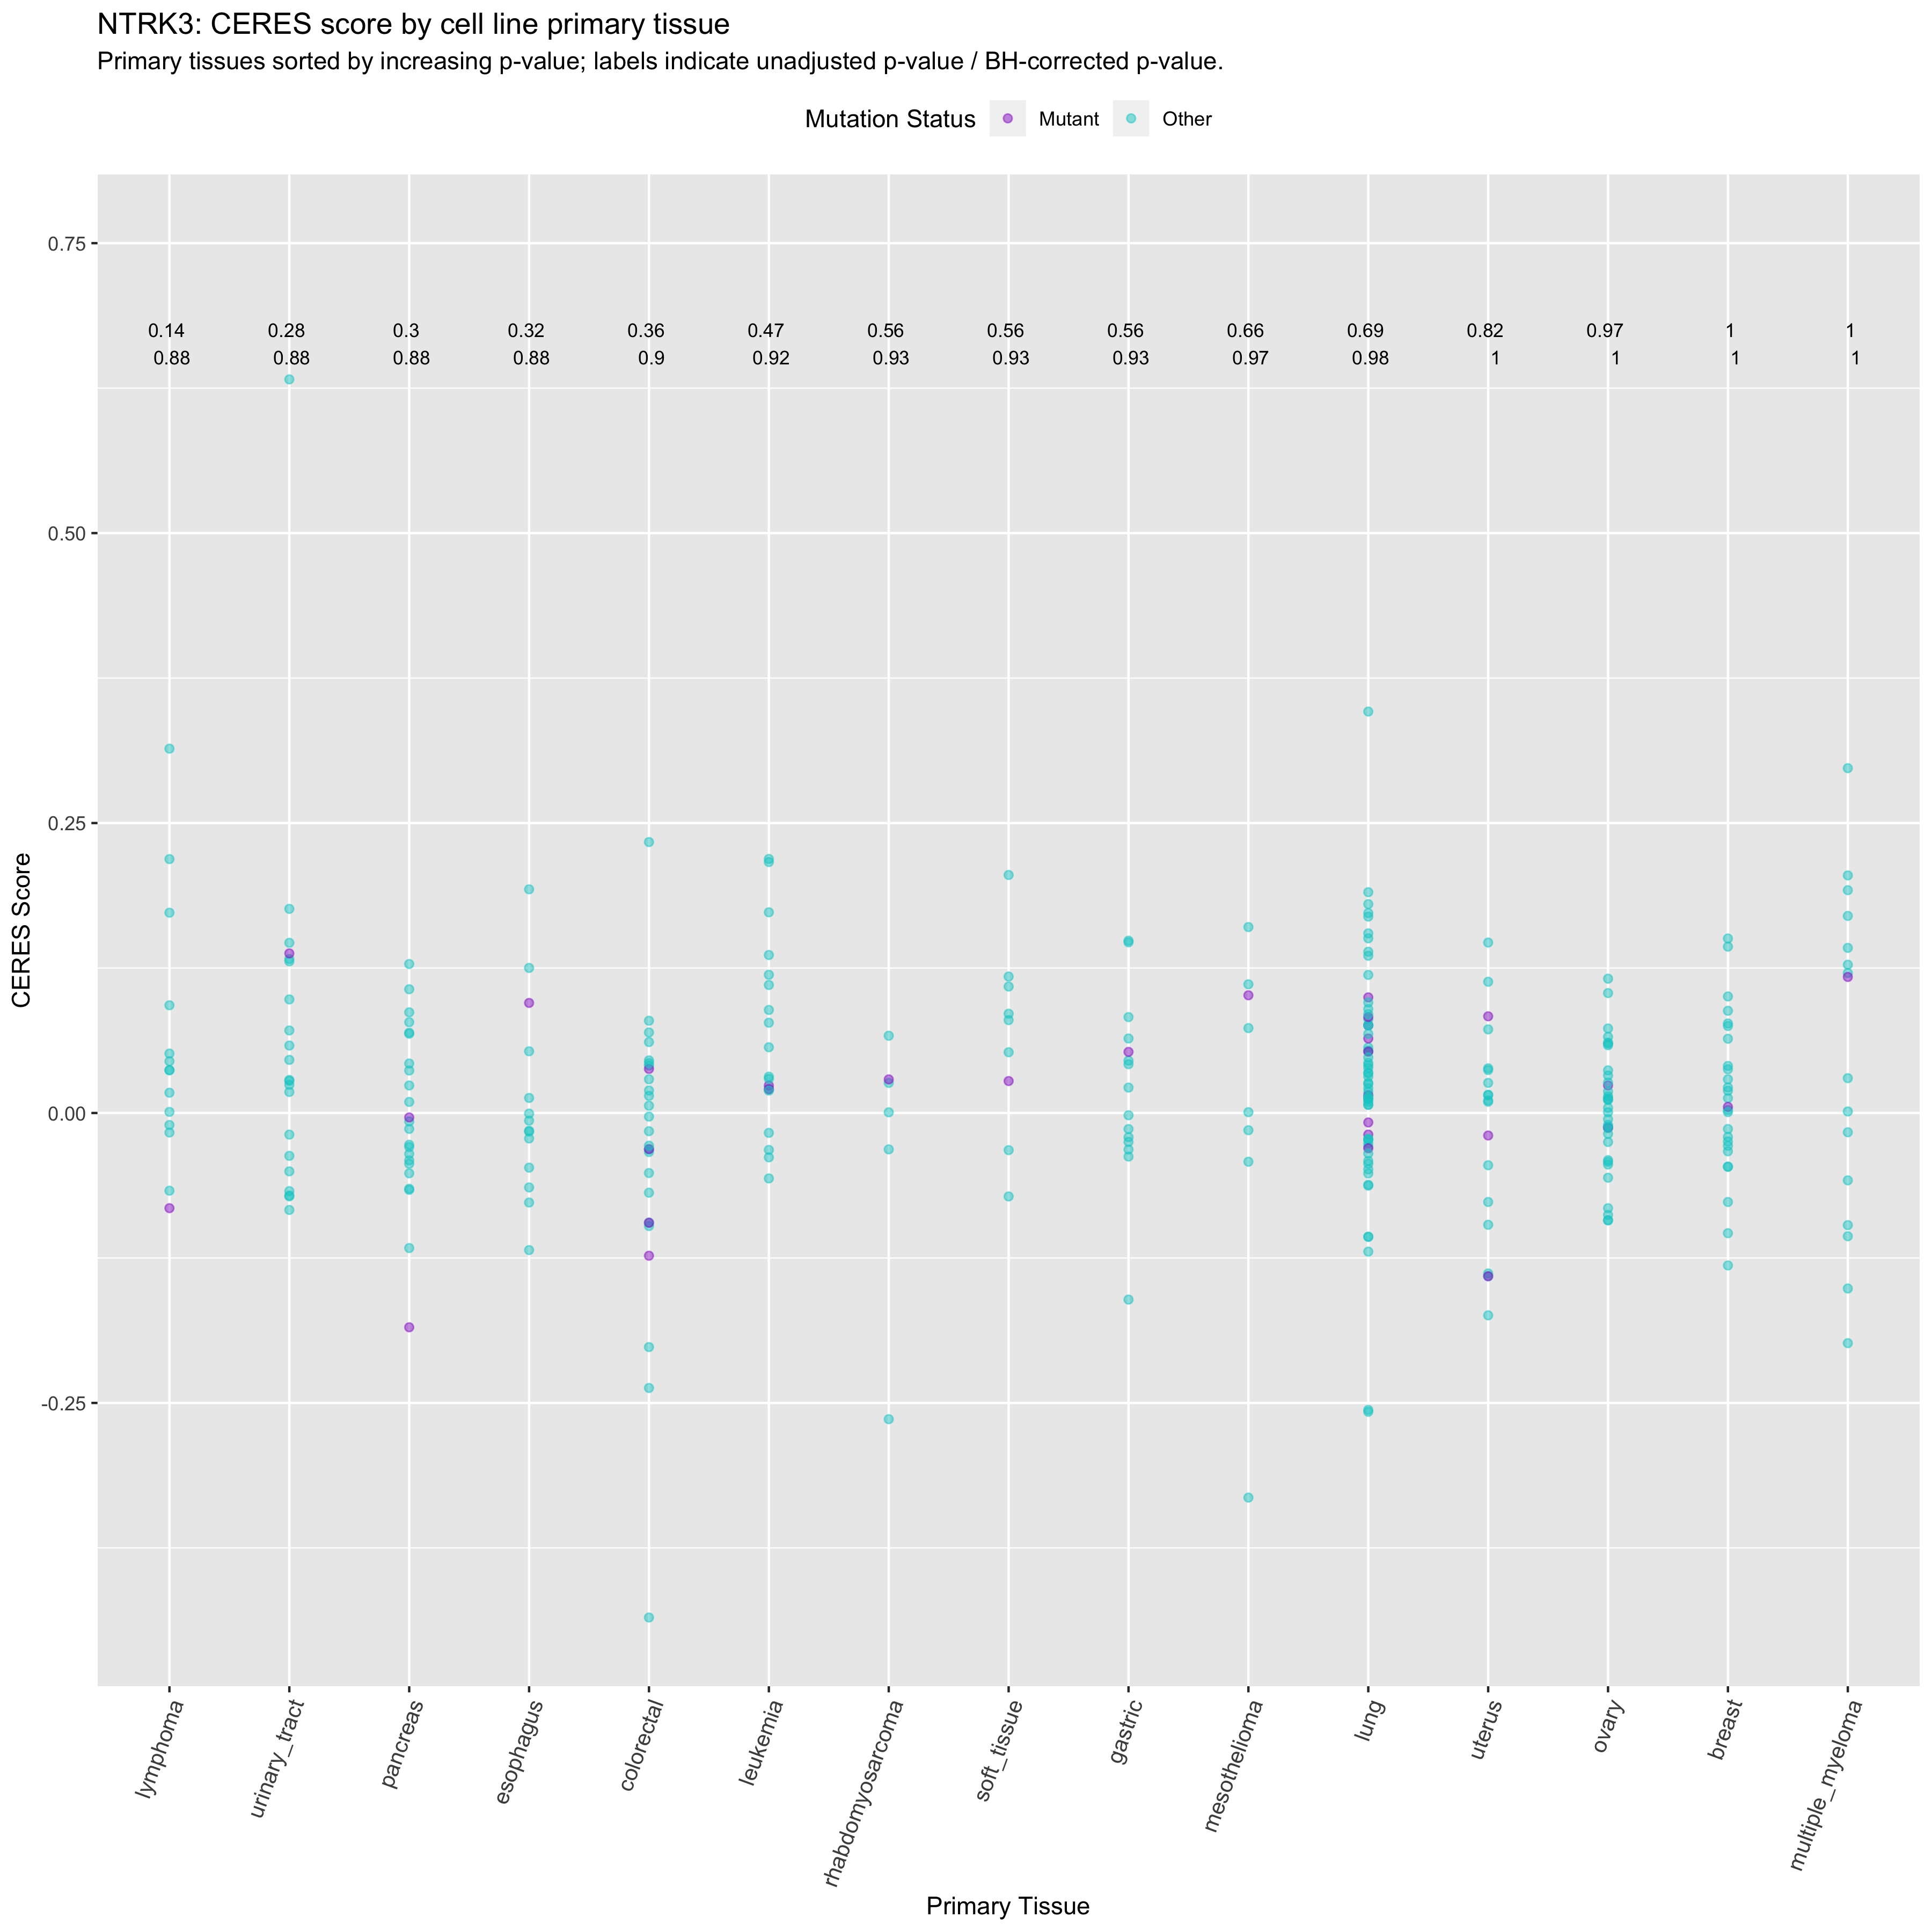 NTRK3: CERES score by cell line primary tissue
Primary tissues sorted by increasing p-value; labels indicate unadjusted p-value / BH-corrected p-value.
Mutation Status Mutant Other
0.75
0.14 0.28 0.3 0.32 0.36 0.47 0.56 0.56 0.56 0.66 0.69 0.82 0.97 1 1
0.88 0.88 0.88 0.88 0.9 0.92 0.93 0.93 0.93 0.97 0.98 1 1 1 1
0.50
0.25
0.00
-0.25
CERES Score
lymphoma
urinary_tract
pancreas
esophagus
colorectal
leukemia
rhabdomyosarcoma
soft_tissue
gastric
mesothelioma
lung
uterus
ovary
breast
multiple_myeloma
Primary Tissue